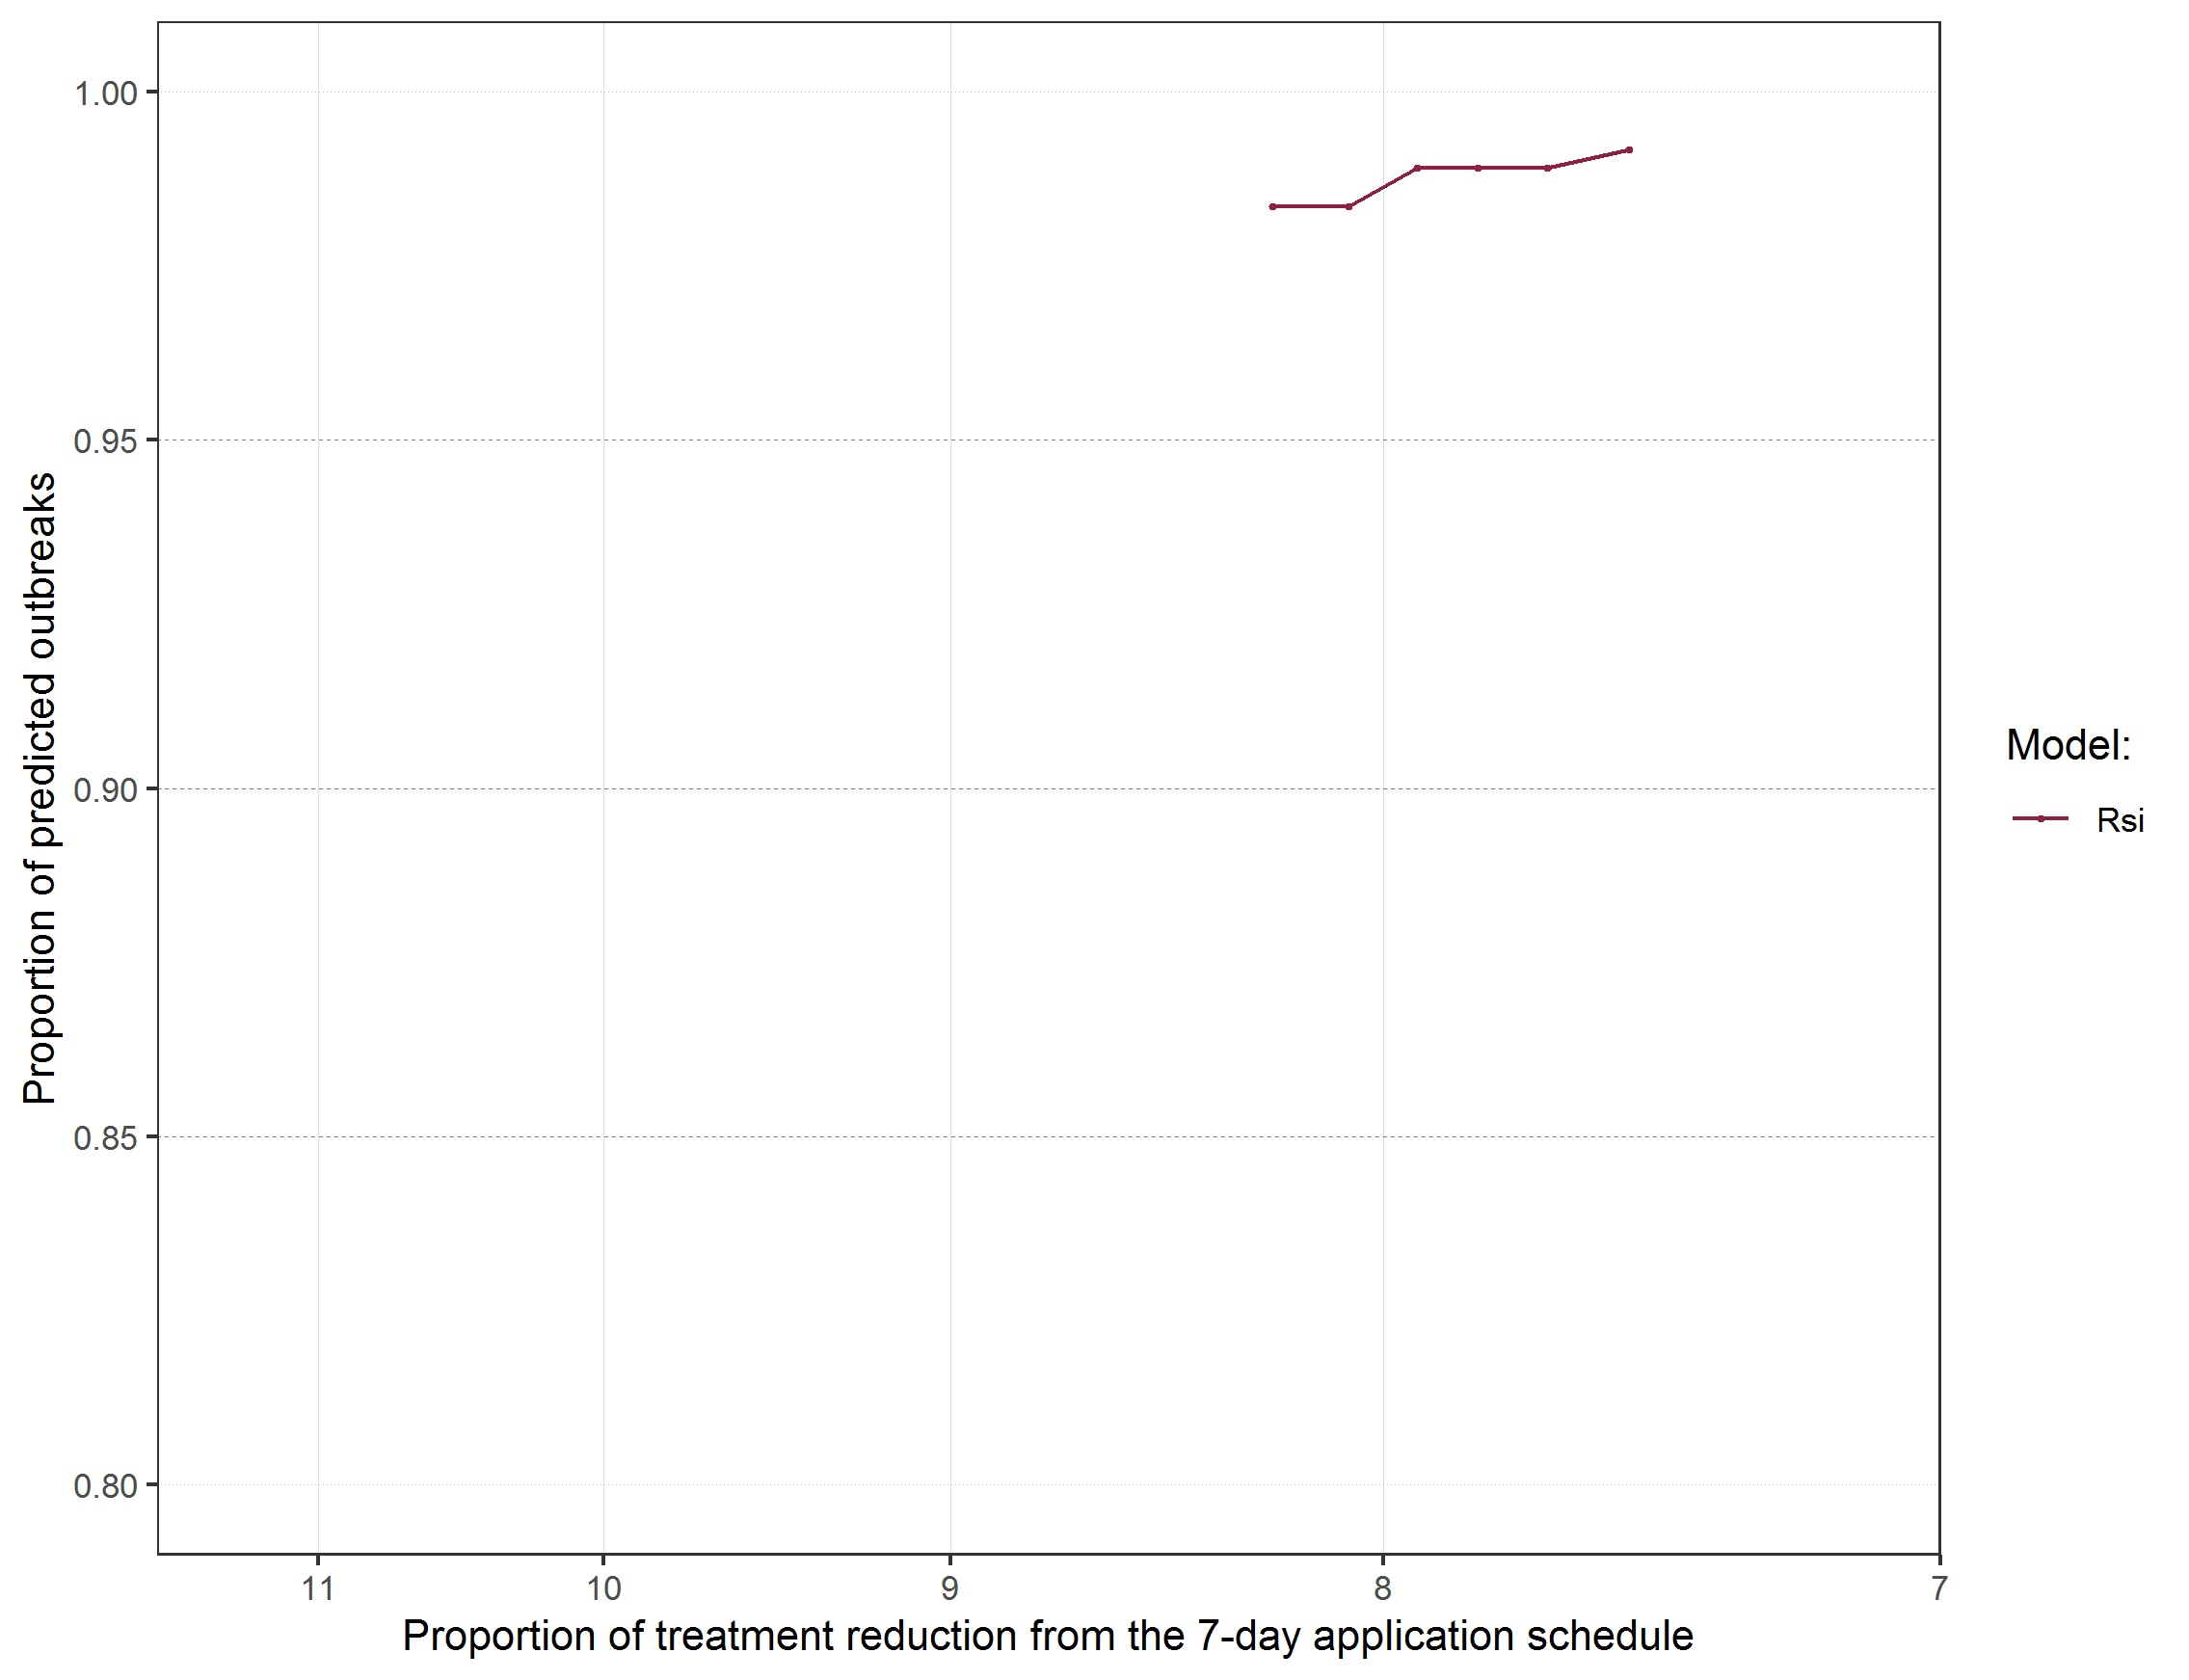 1.00
0.95
0.90
0.85
0.80
Proportion of predicted outbreaks
11 10 9 8 7
Proportion of treatment reduction from the 7-day application schedule
Model:
Rsi